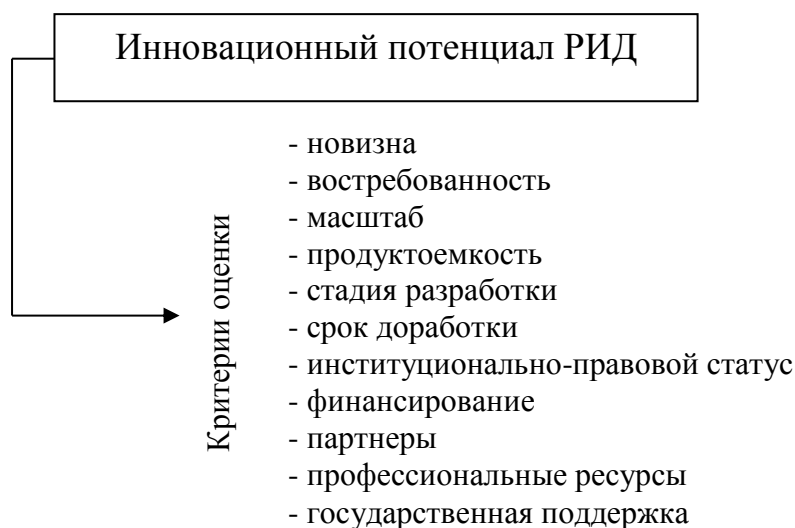 Инновационный потенциал РИД
Критерии оценки
- новизна
- востребованность
- масштаб
- продуктоемкость
- стадия разработки
- срок доработки
- институционально-правовой статус
- финансирование
- партнеры
- профессиональные ресурсы
- государственная поддержка